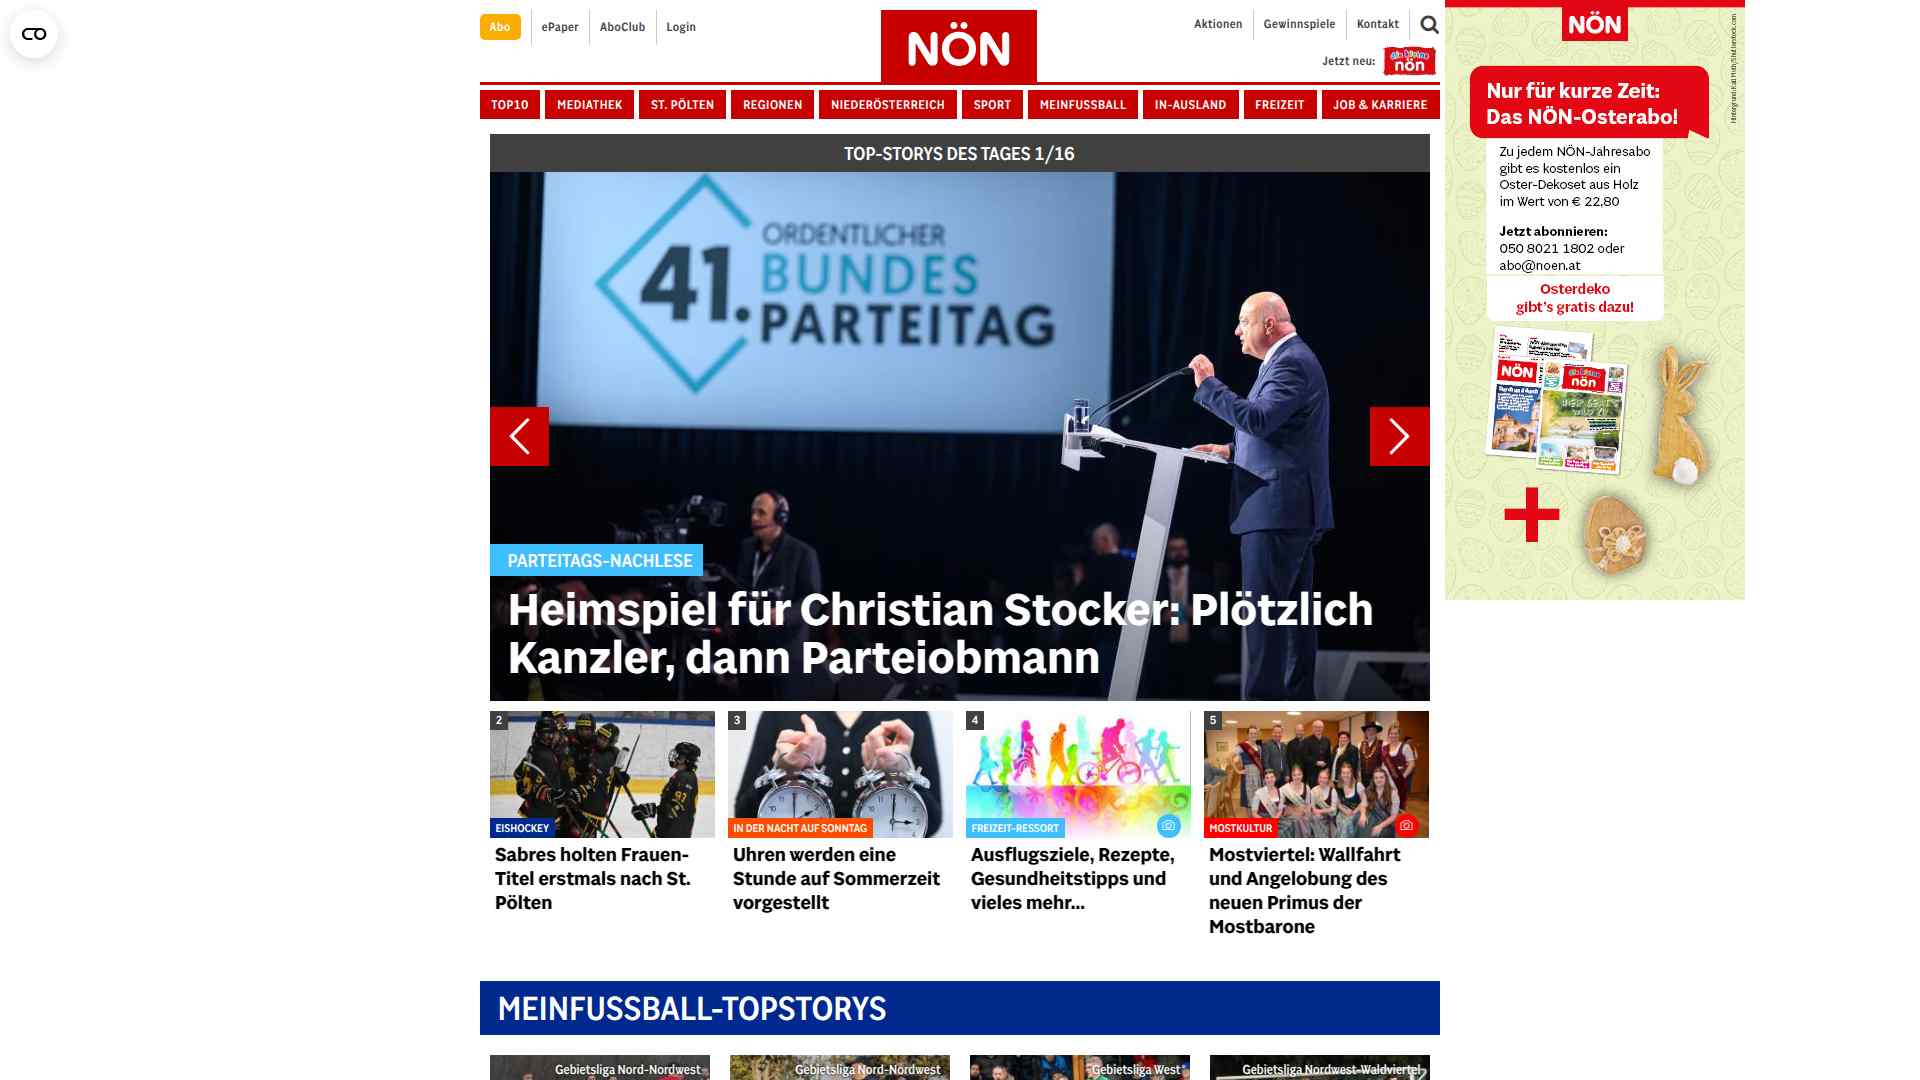 Abo
ePaper
AboClub
Login
NÖN
Aktionen
Gewinnspiele
Kontakt
Jetzt neu:
die kleine
nön
TOP10
MEDIATHEK
ST. PÖLTEN
REGIONEN
NIEDERÖSTERREICH
SPORT
MEINFUSSBALL
IN-AUSLAND
FREIZEIT
JOB & KARRIERE
TOP-STORYS DES TAGES 1/16
41.
ORDENTLICHER
BUNDES
PARTEITAG
PARTEITAGS-NACHLESE
Heimspiel für Christian Stocker: Plötzlich
Kanzler, dann Parteiobmann
2
EISHOCKEY
Sabres holten Frauen-
Titel erstmals nach St.
Pölten
3
IN DER NACHT AUF SONNTAG
Uhren werden eine
Stunde auf Sommerzeit
vorgestellt
4
FREIZEIT-RESSORT
Ausflugsziele, Rezepte,
Gesundheitstipps und
vieles mehr...
5
MOSTKULTUR
Mostviertel: Wallfahrt
und Angelobung des
neuen Primus der
Mostbarone
MEINFUSSBALL-TOPSTORYS
Gebietsliga Nord-Nordwest
Gebietsliga Nord-Nordwest
Gebietsliga West
Gebietsliga Nordwest-Waldviertel
NÖN
Nur für kurze Zeit:
Das NÖN-Osterabo!
Zu jedem NÖN-Jahresabo
gibt es kostenlos ein
Oster-Dekoset aus Holz
im Wert von € 22,80
Jetzt abonnieren:
050 8021 1802 oder
abo@noen.at
Osterdeko
gibt's gratis dazu!
NÖN
die kleine
nön